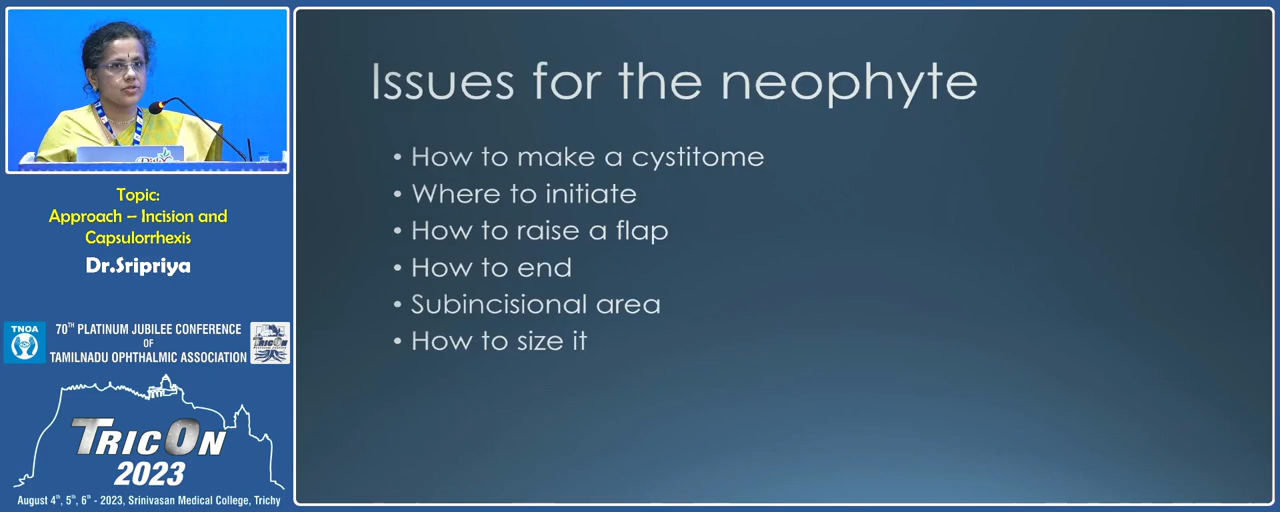 Topic:
Approach – Incision and
Capsulorrhexis
Dr.Sripriya
TNOA
70TH PLATINUM JUBILEE CONFERENCE
OF
TAMILNADU OPHTHALMIC ASSOCIATION
TRICON
TRICON
2023
August 4th, 5th, 6th - 2023, Srinivasan Medical College, Trichy
Issues for the neophyte
• How to make a cystitome
• Where to initiate
• How to raise a flap
• How to end
• Subincisional area
• How to size it